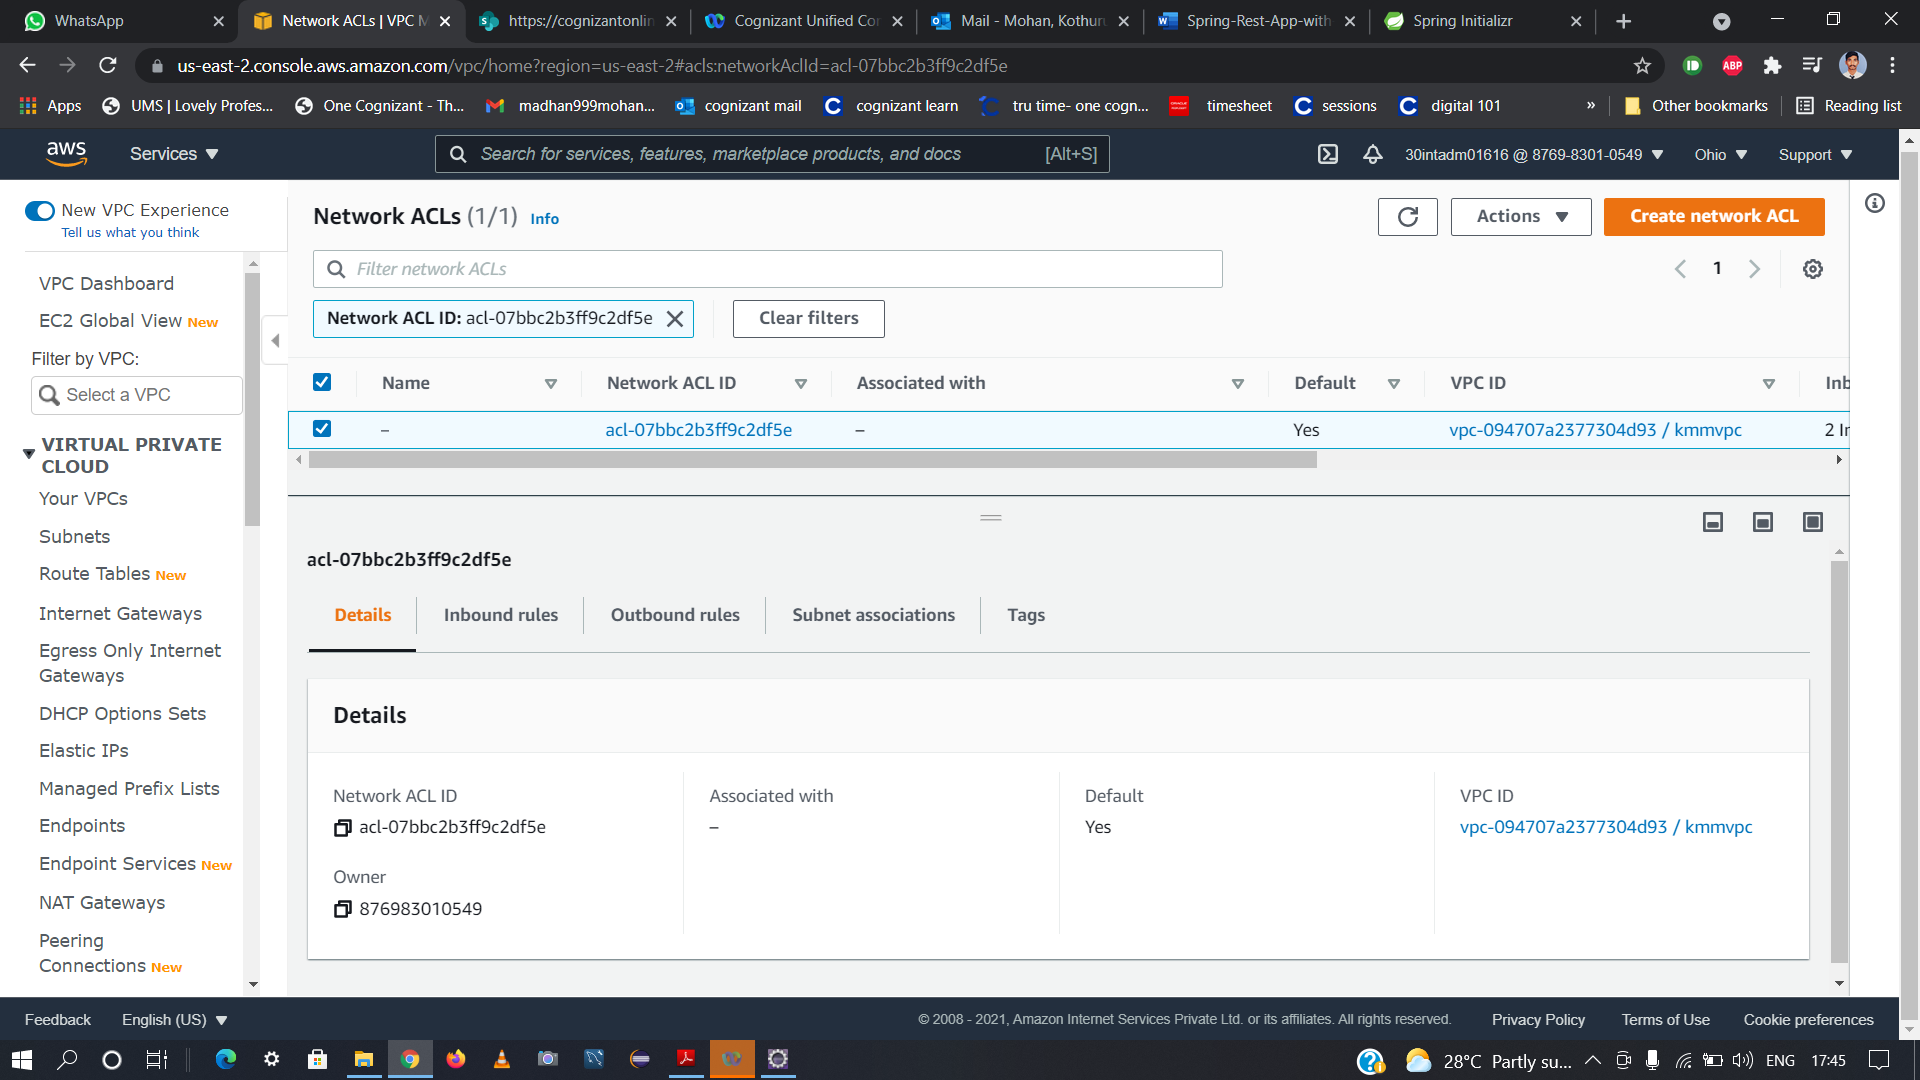 WhatsApp
Network ACLs | VPC M
https://cognizantonlin
Cognizant Unified Cor
Mail - Mohan, Kothuru
Spring-Rest-App-with
Spring Initializr
us-east-2.console.aws.amazon.com/vpc/home?region=us-east-2#acls:networkAclId=acl-07bbc2b3ff9c2df5e
ABP
Apps
UMS | Lovely Profes...
One Cognizant - Th...
madhan999mohan...
cognizant mail
cognizant learn
tru time- one cogn...
timesheet
sessions
digital 101
»
Other bookmarks
Reading list
aws
Services
Search for services, features, marketplace products, and docs
[Alt+S]
30intadm01616 @ 8769-8301-0549
Ohio
Support
New VPC Experience
Tell us what you think
VPC Dashboard
EC2 Global View New
Filter by VPC:
Select a VPC
VIRTUAL PRIVATE
CLOUD
Your VPCs
Subnets
Route Tables New
Internet Gateways
Egress Only Internet
Gateways
DHCP Options Sets
Elastic IPs
Managed Prefix Lists
Endpoints
Endpoint Services New
NAT Gateways
Peering
Connections New
Network ACLs (1/1) Info
Actions
Create network ACL
Filter network ACLs
1
Network ACL ID: acl-07bbc2b3ff9c2df5e
Clear filters
Name
Network ACL ID
Associated with
Default
VPC ID
Inb
–
acl-07bbc2b3ff9c2df5e
–
Yes
vpc-094707a2377304d93 / kmmvpc
2 In
acl-07bbc2b3ff9c2df5e
Details
Inbound rules
Outbound rules
Subnet associations
Tags
Details
Network ACL ID
acl-07bbc2b3ff9c2df5e
Associated with
–
Default
Yes
VPC ID
vpc-094707a2377304d93 / kmmvpc
Owner
876983010549
Feedback
English (US)
© 2008 - 2021, Amazon Internet Services Private Ltd. or its affiliates. All rights reserved.
Privacy Policy
Terms of Use
Cookie preferences
28°C Partly su...
ENG
17:45